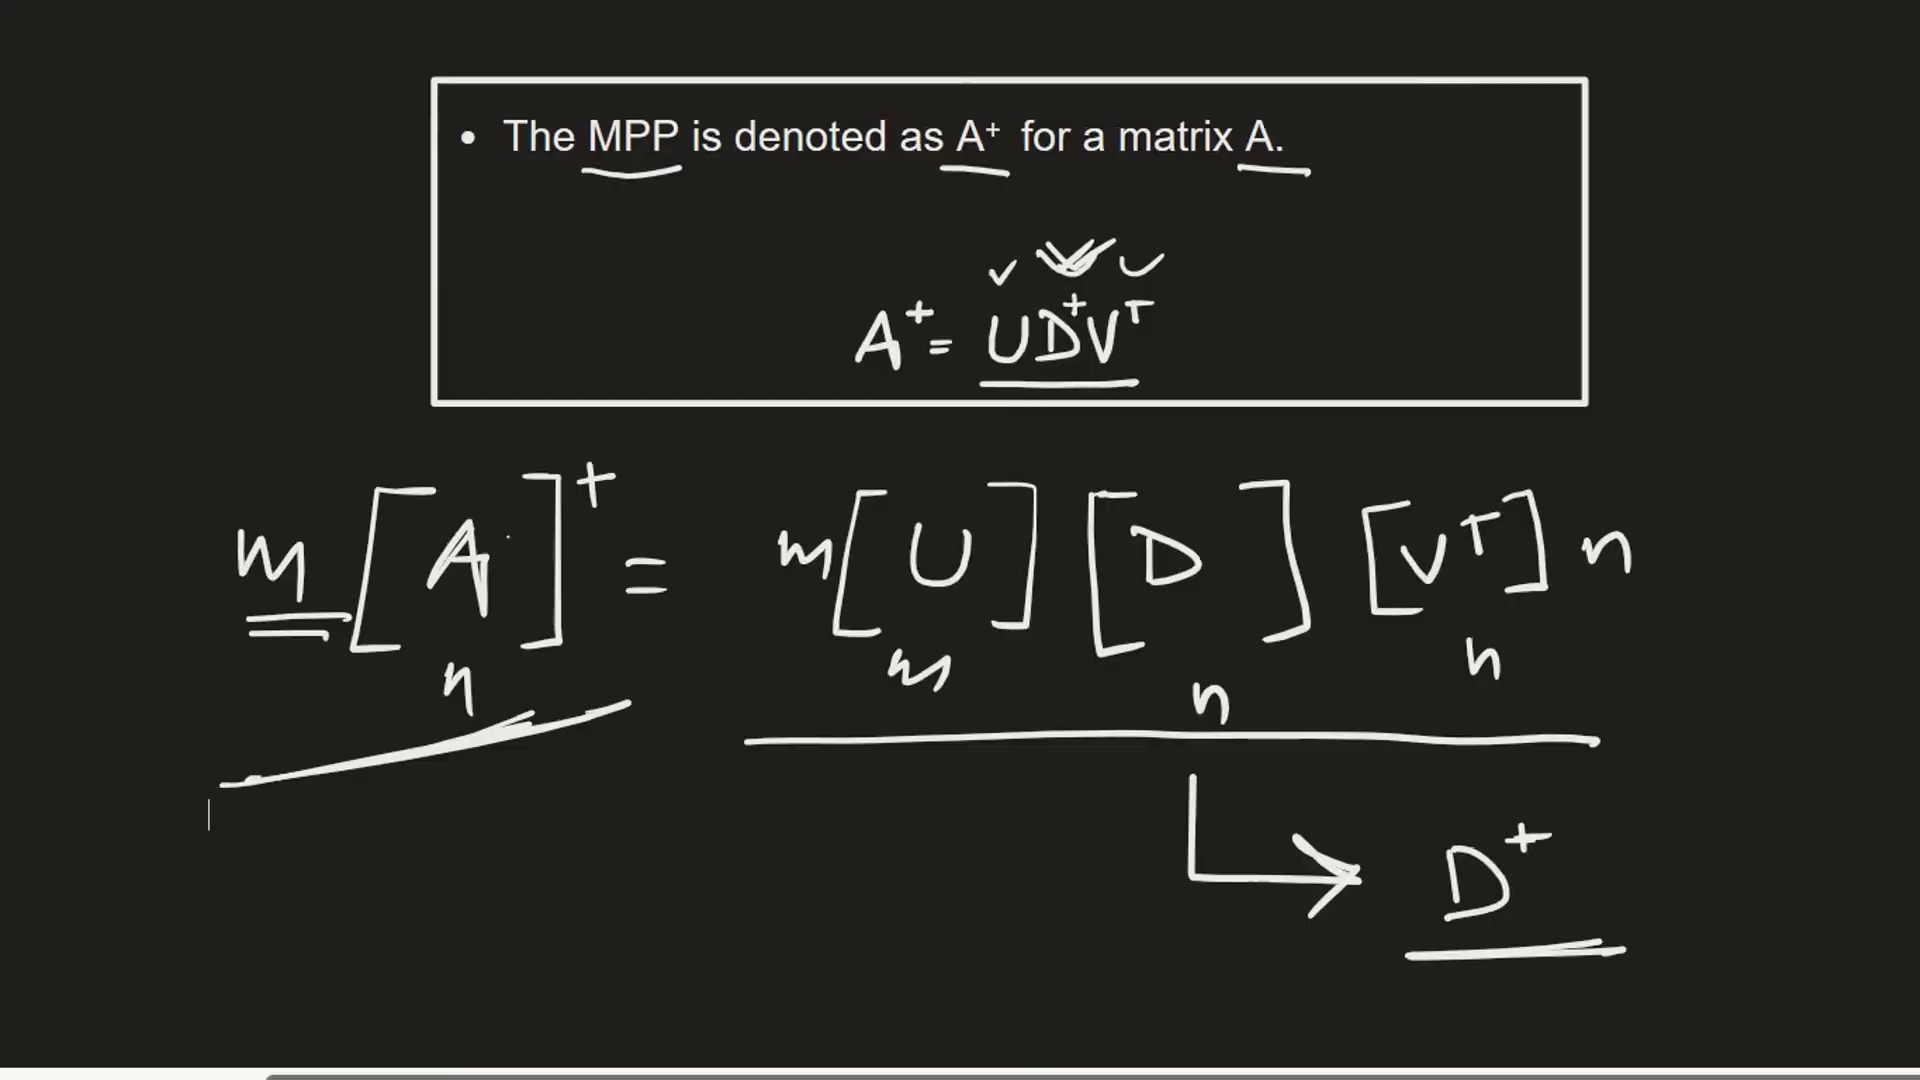 • The MPP is denoted as A⁺ for a matrix A.
A⁺ = UD⁺Vᵀ
m [A]⁺ = m [U] [D] [Vᵀ] n
n m n n
D⁺